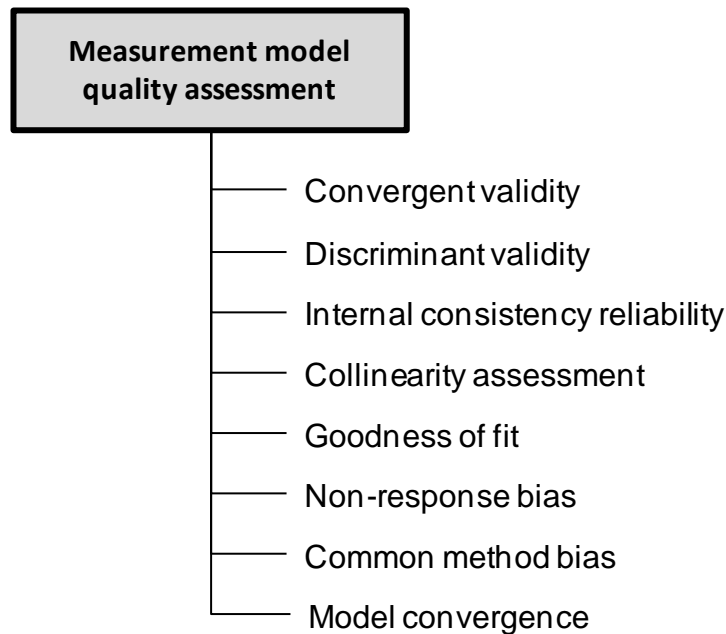 Measurement model
quality assessment
Convergent validity
Discriminant validity
Internal consistency reliability
Collinearity assessment
Goodness of fit
Non-response bias
Common method bias
Model convergence